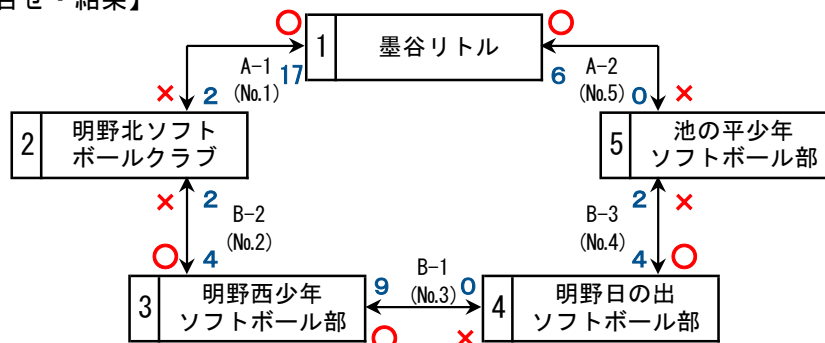 合せ・結果】
○
○
1
墨谷リトル
A-1
(No.1)
17
6
A-2
(No.5)
×
2
0
×
2
明野北ソフト
ボールクラブ
5
池の平少年
ソフトボール部
×
2
B-2
(No.2)
○
4
2
×
B-3
(No.4)
4
○
3
明野西少年
ソフトボール部
9
B-1
(No.3)
0
○
×
4
明野日の出
ソフトボール部